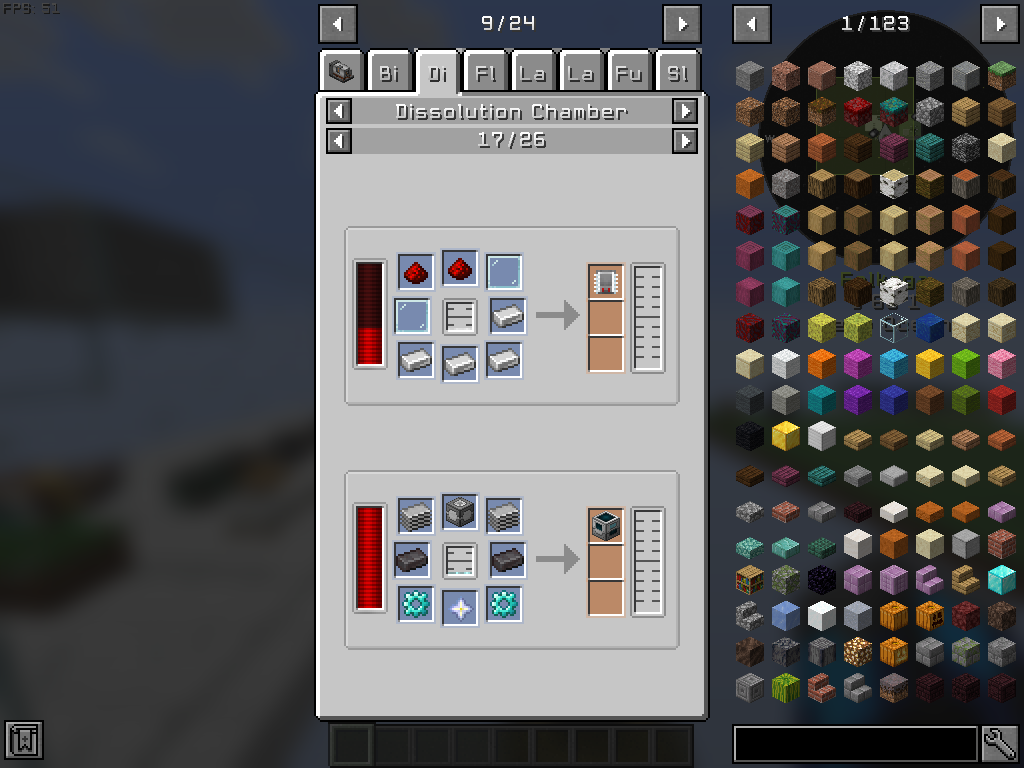 FPS: 51
9/24
1/123
Bi
Di
Fl
La
La
Fu
Sl
Dissolution Chamber
17/26